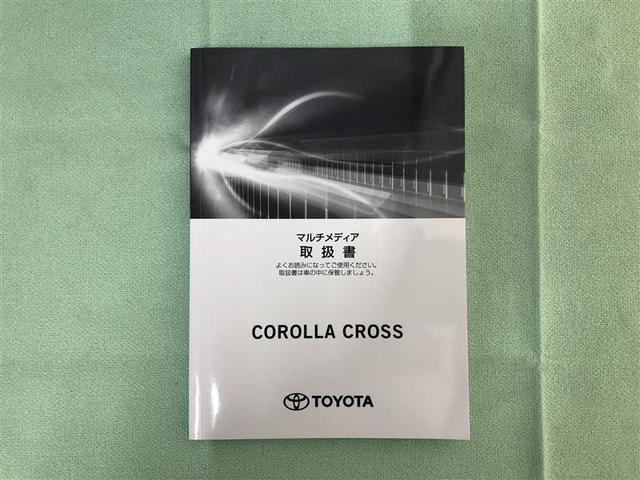 マルチメディア
取扱書
よくお読みになってご使用ください。
取扱書は車の中に保管しましょう。
COROLLA CROSS
TOYOTA